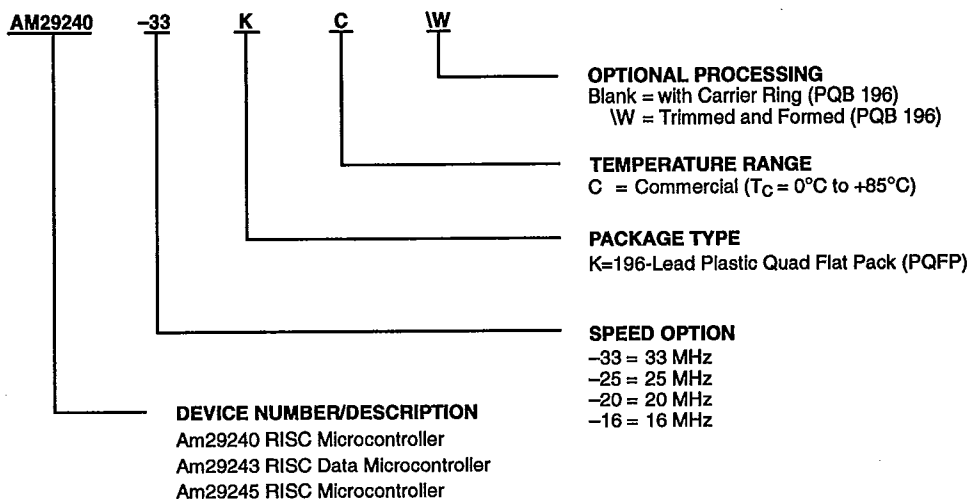 AM29240 –33 K C \W
OPTIONAL PROCESSING
Blank = with Carrier Ring (PQB 196)
\W = Trimmed and Formed (PQB 196)
TEMPERATURE RANGE
C = Commercial (TC = 0°C to +85°C)
PACKAGE TYPE
K=196-Lead Plastic Quad Flat Pack (PQFP)
SPEED OPTION
–33 = 33 MHz
–25 = 25 MHz
–20 = 20 MHz
–16 = 16 MHz
DEVICE NUMBER/DESCRIPTION
Am29240 RISC Microcontroller
Am29243 RISC Data Microcontroller
Am29245 RISC Microcontroller